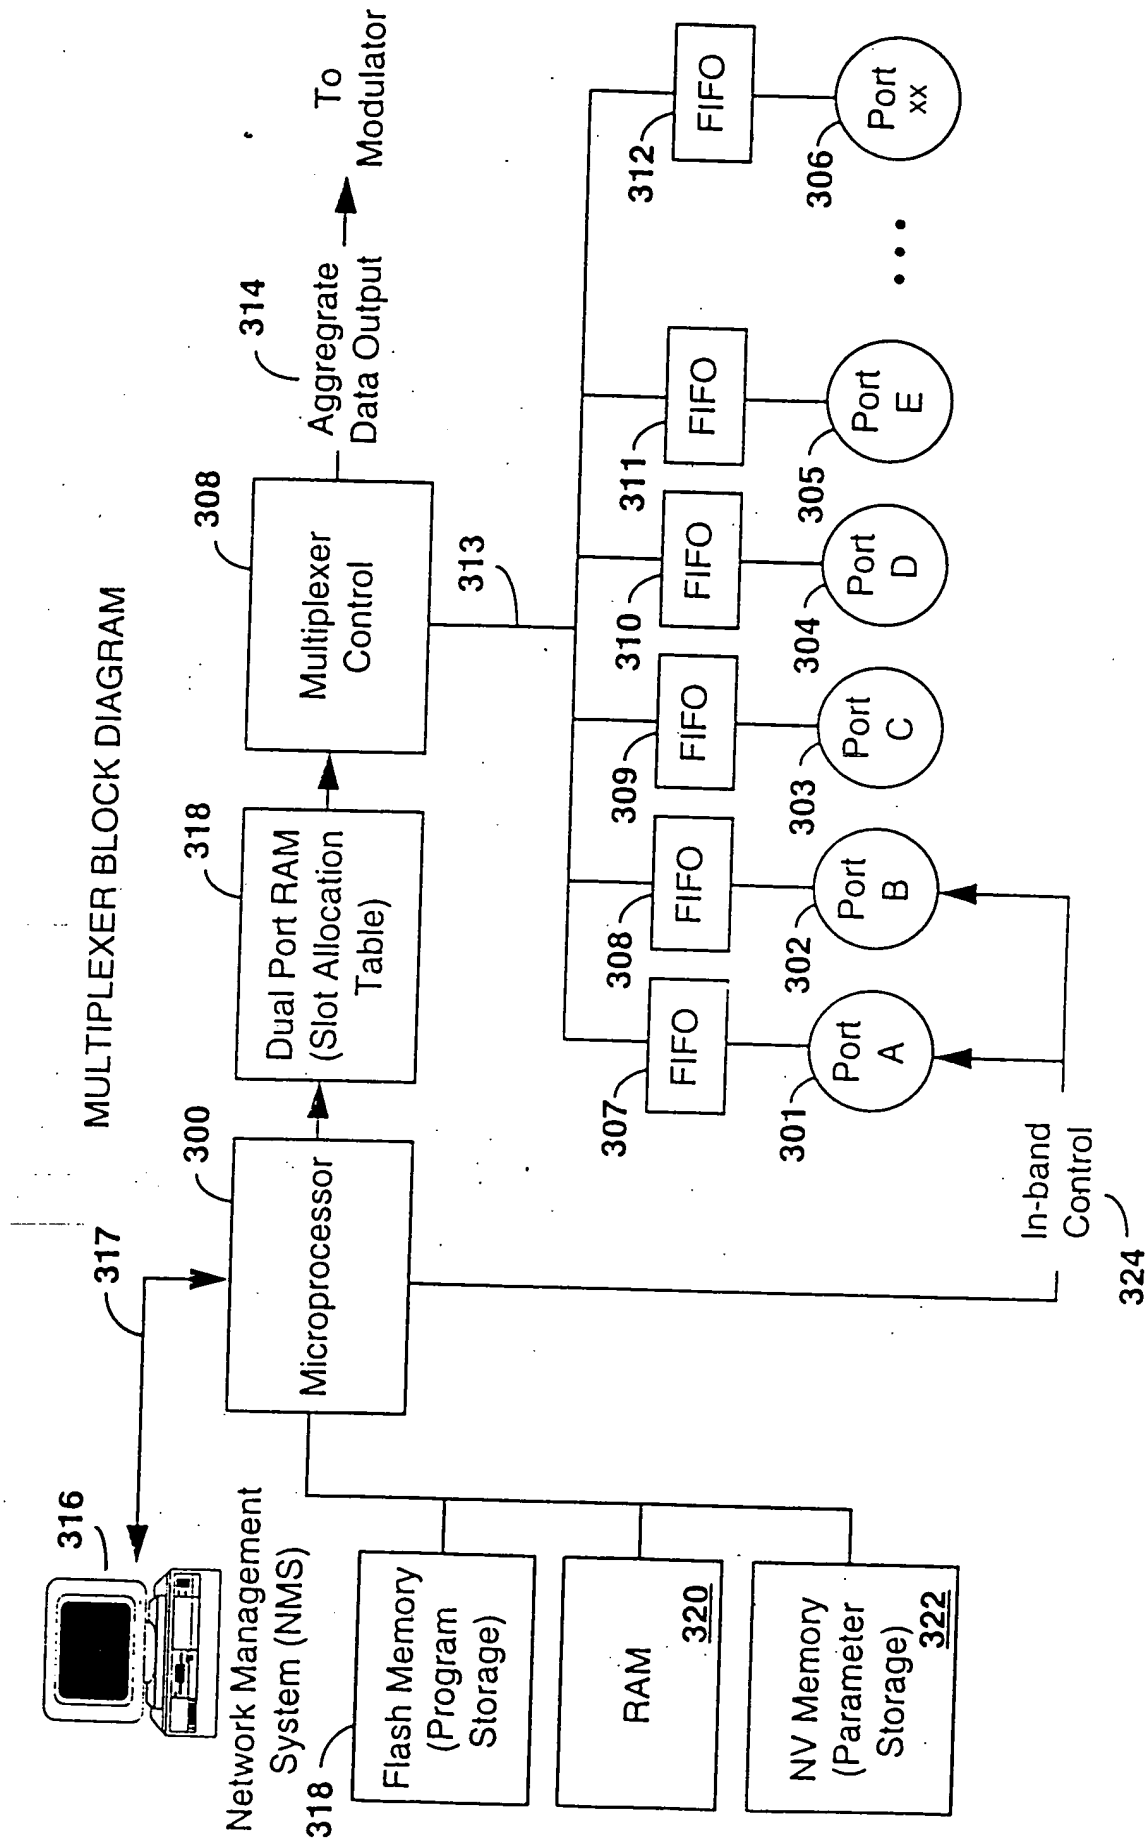 MULTIPLEXER BLOCK DIAGRAM
316
317
Network Management
System (NMS)
300
Microprocessor
318
Dual Port RAM
(Slot Allocation
Table)
308
Multiplexer
Control
314
Aggregrate
Data Output
To
Modulator
313
318
Flash Memory
(Program
Storage)
RAM
320
NV Memory
(Parameter
Storage)
322
307
FIFO
308
FIFO
309
FIFO
310
FIFO
311
FIFO
312
FIFO
301
Port
A
302
Port
B
303
Port
C
304
Port
D
305
Port
E
...
306
Port
xx
In-band
Control
324